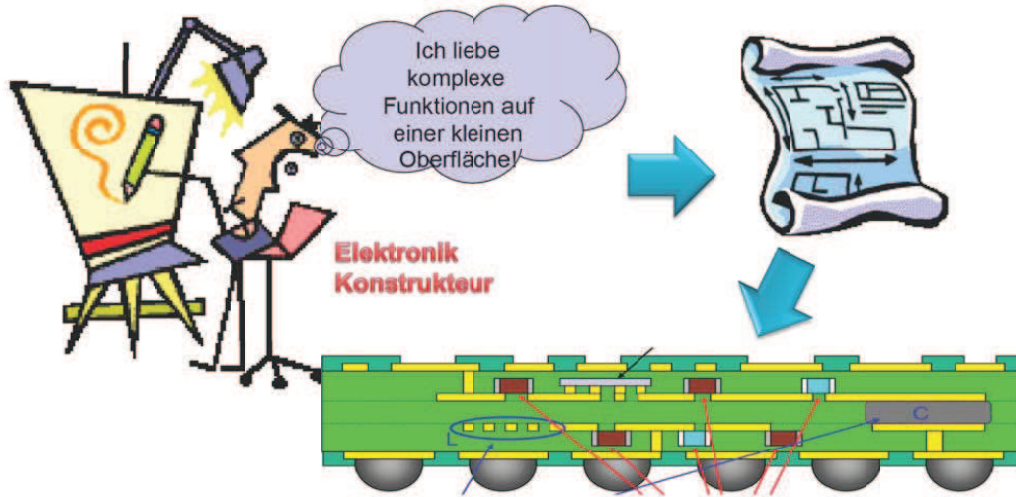 Ich liebe
komplexe
Funktionen auf
einer kleinen
Oberfläche!
Elektronik
Konstrukteur
C
L